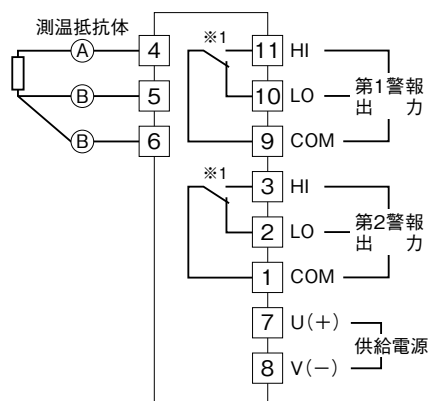 測温抵抗体
A 4
B 5
B 6
※1 11 HI
10 LO 第1警報
出 力
9 COM
※1 3 HI
2 LO 第2警報
出 力
1 COM
7 U(+)
供給電源
8 V(−)